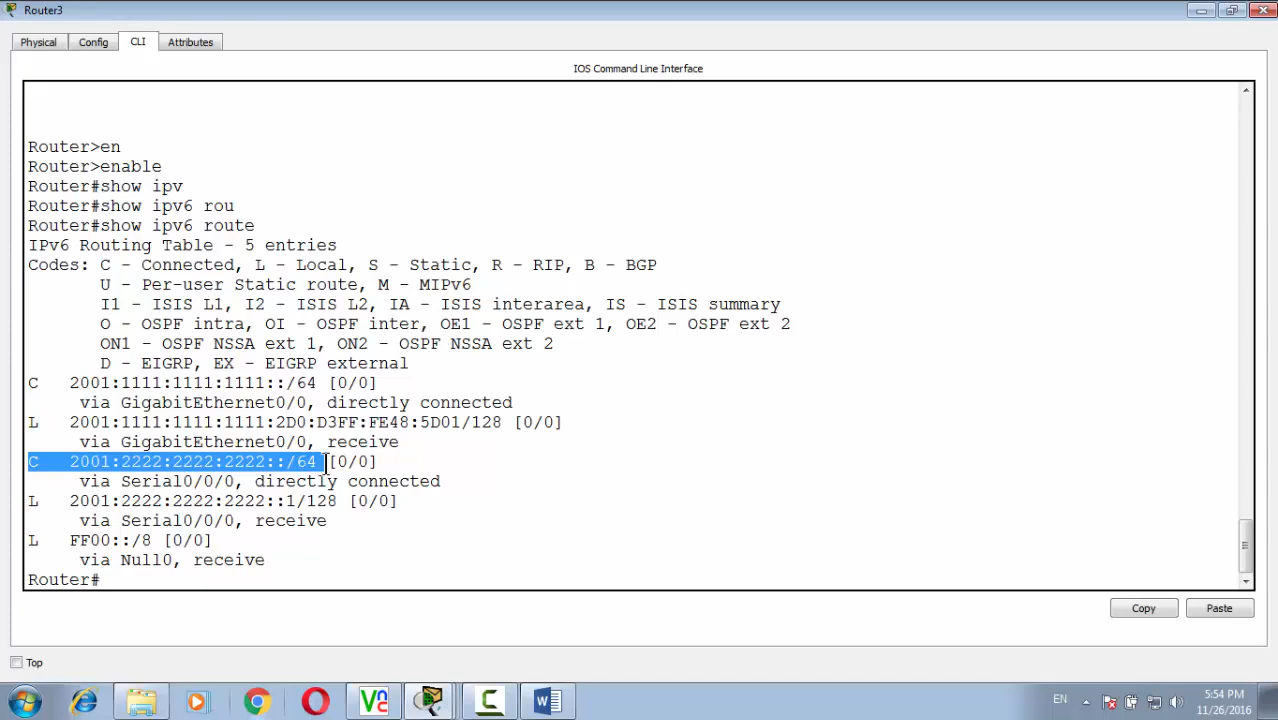 Router3
Physical Config CLI Attributes
IOS Command Line Interface
Router>en
Router>enable
Router#show ipv
Router#show ipv6 rou
Router#show ipv6 route
IPv6 Routing Table - 5 entries
Codes: C - Connected, L - Local, S - Static, R - RIP, B - BGP
U - Per-user Static route, M - MIPv6
I1 - ISIS L1, I2 - ISIS L2, IA - ISIS interarea, IS - ISIS summary
O - OSPF intra, OI - OSPF inter, OE1 - OSPF ext 1, OE2 - OSPF ext 2
ON1 - OSPF NSSA ext 1, ON2 - OSPF NSSA ext 2
D - EIGRP, EX - EIGRP external
C 2001:1111:1111:1111::/64 [0/0]
via GigabitEthernet0/0, directly connected
L 2001:1111:1111:1111:2D0:D3FF:FE48:5D01/128 [0/0]
via GigabitEthernet0/0, receive
C 2001:2222:2222:2222::/64 [0/0]
via Serial0/0/0, directly connected
L 2001:2222:2222:2222::1/128 [0/0]
via Serial0/0/0, receive
L FF00::/8 [0/0]
via Null0, receive
Router#
Copy Paste
Top
EN
5:54 PM
11/26/2016